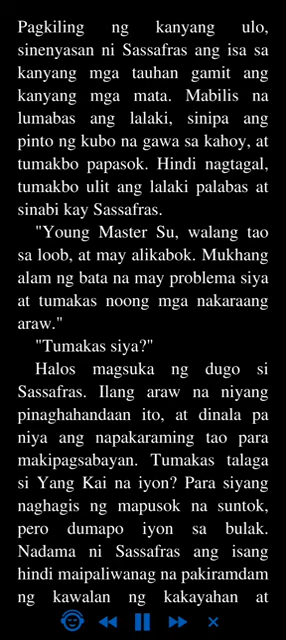 Pagkiling ng kanyang ulo,
sinenyasan ni Sassafras ang isa sa
kanyang mga tauhan gamit ang
kanyang mga mata. Mabilis na
lumabas ang lalaki, sinipa ang
pinto ng kubo na gawa sa kahoy, at
tumakbo papasok. Hindi nagtagal,
tumakbo ulit ang lalaki palabas at
sinabi kay Sassafras.
"Young Master Su, walang tao
sa loob, at may alikabok. Mukhang
alam ng bata na may problema siya
at tumakas noong mga nakaraang
araw."
"Tumakas siya?"
Halos magsuka ng dugo si
Sassafras. Ilang araw na niyang
pinaghahandaan ito, at dinala pa
niya ang napakaraming tao para
makipagsabayan. Tumakas talaga
si Yang Kai na iyon? Para siyang
naghagis ng mapusok na suntok,
pero dumapo iyon sa bulak.
Nadama ni Sassafras ang isang
hindi maipaliwanag na pakiramdam
ng kawalan ng kakayahan at